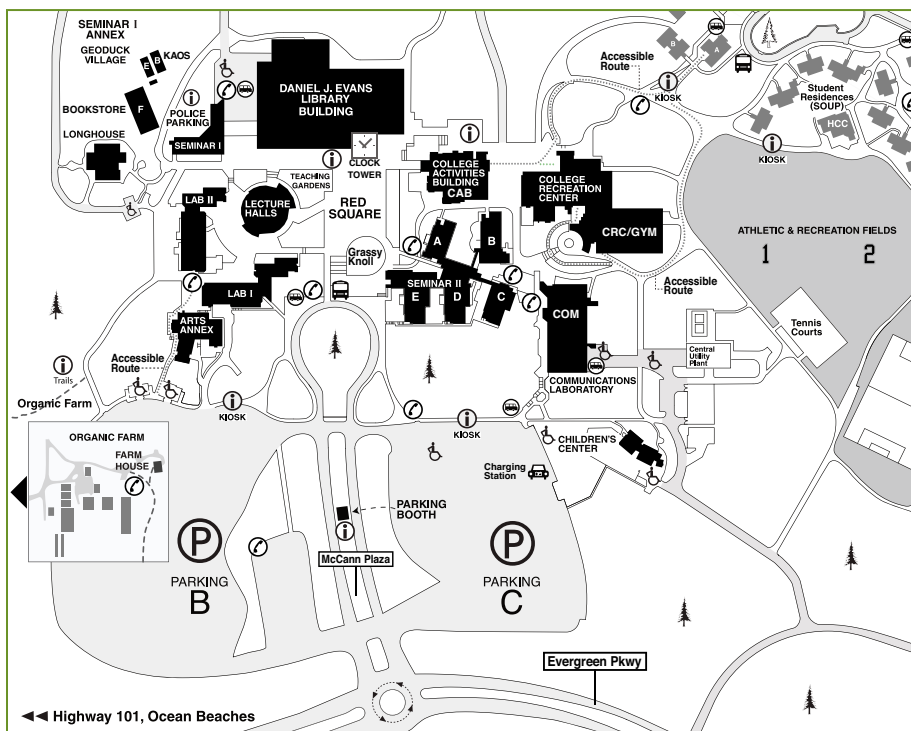 SEMINAR I
ANNEX
GEODUCK
VILLAGE
E
B
KAOS
BOOKSTORE
F
LONGHOUSE
i
POLICE
PARKING
SEMINAR I
DANIEL J. EVANS
LIBRARY
BUILDING
i
CLOCK
TOWER
TEACHING
GARDENS
LAB II
LECTURE
HALLS
RED
SQUARE
i
COLLEGE
ACTIVITIES
BUILDING
CAB
COLLEGE
RECREATION
CENTER
CRC/GYM
Accessible
Route
i
KIOSK
B
A
Student
Residences
(SOUP)
HCC
i
KIOSK
ATHLETIC & RECREATION FIELDS
1
2
Accessible
Route
Tennis
Courts
Grassy
Knoll
A
B
SEMINAR II
E
D
C
COM
LAB I
ARTS
ANNEX
Accessible
Route
i
Trails
Organic Farm
i
KIOSK
i
KIOSK
COMMUNICATIONS
LABORATORY
Central
Utility
Plant
CHILDREN'S
CENTER
Charging
Station
ORGANIC FARM
FARM
HOUSE
PARKING
BOOTH
i
McCann Plaza
P
PARKING
B
P
PARKING
C
Evergreen Pkwy
Highway 101, Ocean Beaches